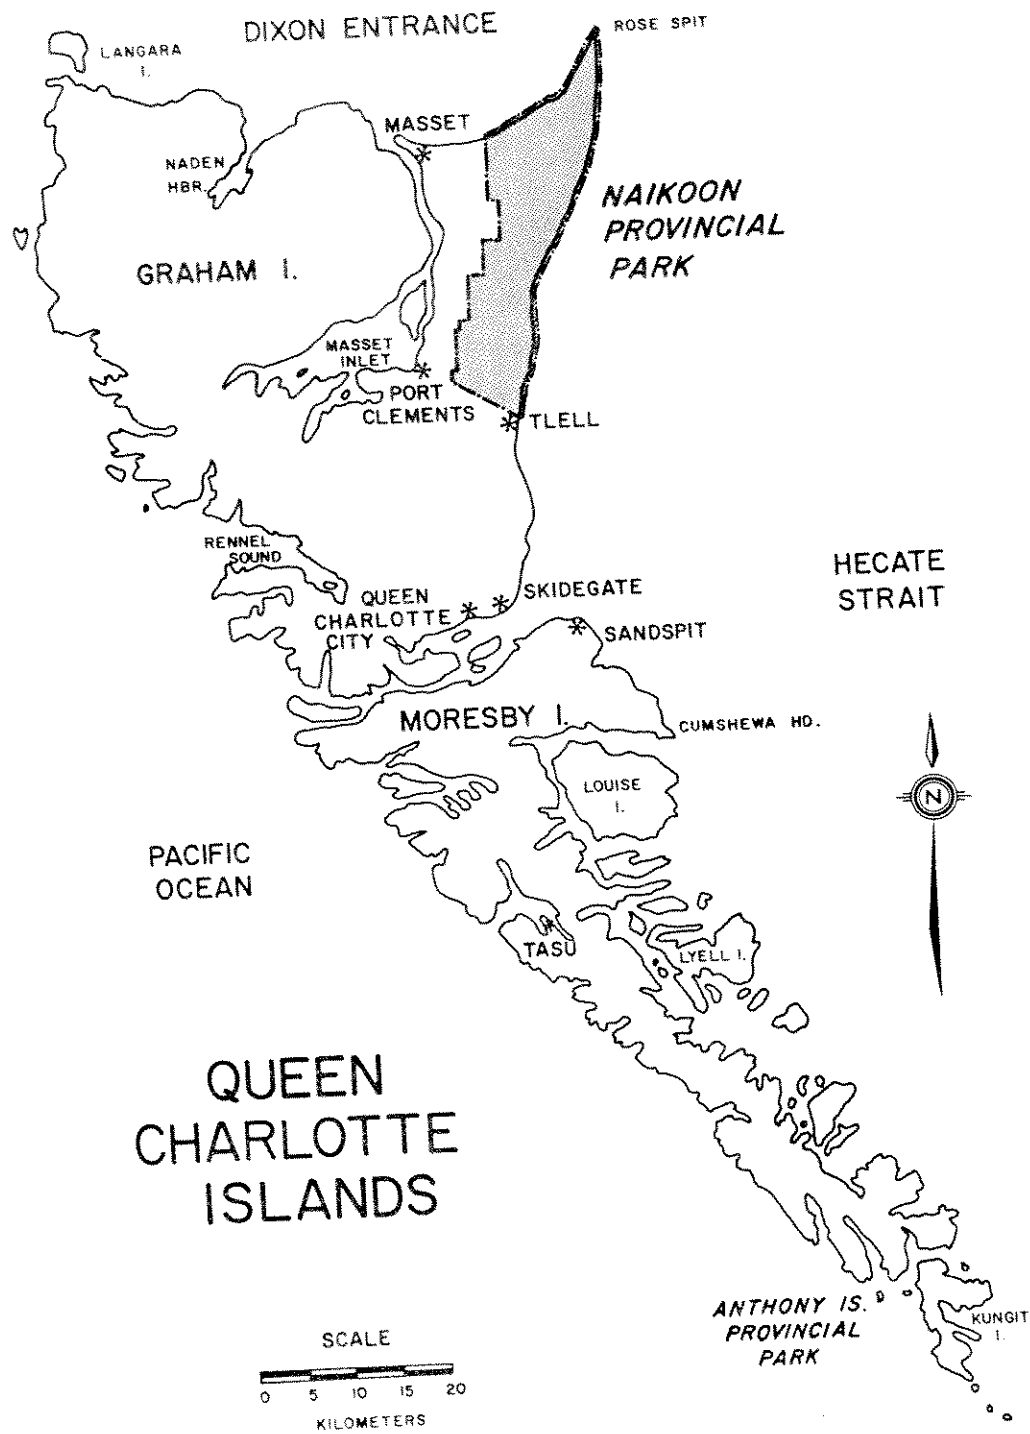 DIXON ENTRANCE
ROSE SPIT
LANGARA
I.
MASSET
NADEN
HBR.
NAIKOON
PROVINCIAL
PARK
GRAHAM I.
MASSET
INLET
PORT
CLEMENTS
TLELL
RENNEL
SOUND
HECATE
STRAIT
QUEEN
CHARLOTTE
CITY
SKIDEGATE
SANDSPIT
MORESBY I.
CUMSHEWA HD.
LOUISE
I.
N
PACIFIC
OCEAN
TASU
LYELL I.
QUEEN
CHARLOTTE
ISLANDS
ANTHONY IS.
PROVINCIAL
PARK
KUNGIT
I.
SCALE
0 5 10 15 20
KILOMETERS